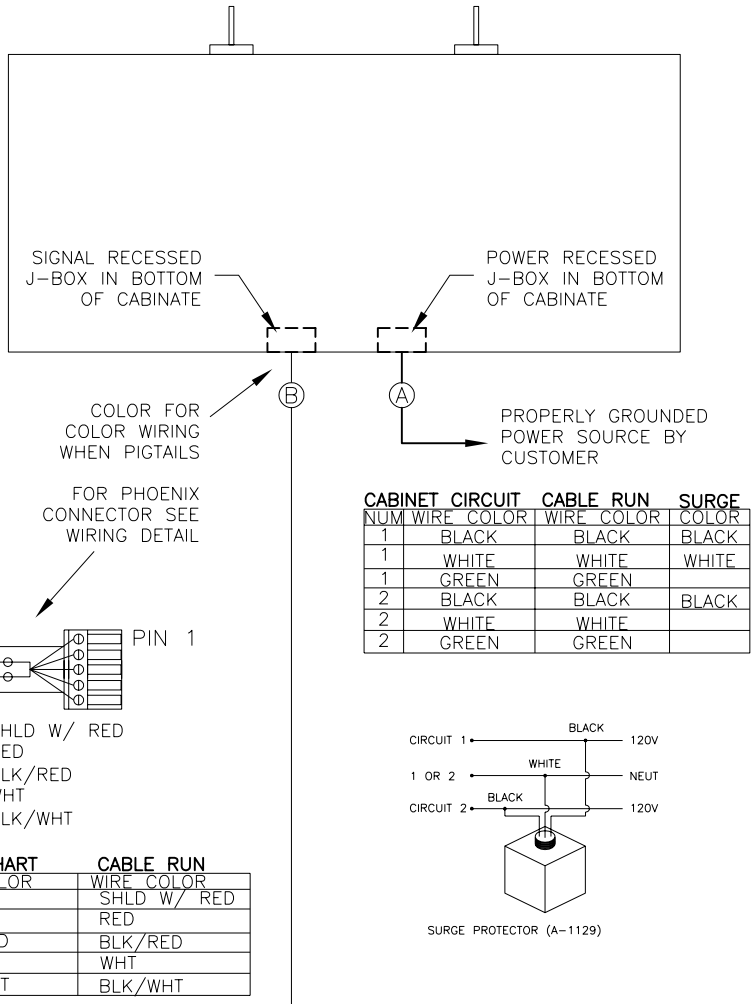 SIGNAL RECESSED
J-BOX IN BOTTOM
OF CABINATE
POWER RECESSED
J-BOX IN BOTTOM
OF CABINATE
B
A
COLOR FOR
COLOR WIRING
WHEN PIGTAILS
PROPERLY GROUNDED
POWER SOURCE BY
CUSTOMER
FOR PHOENIX
CONNECTOR SEE
WIRING DETAIL
CABINET CIRCUIT CABLE RUN SURGE
NUM WIRE COLOR WIRE COLOR COLOR
1 BLACK BLACK BLACK
1 WHITE WHITE WHITE
1 GREEN GREEN
2 BLACK BLACK BLACK
2 WHITE WHITE
2 GREEN GREEN
PIN 1
HLD W/ RED
ED
LK/RED
HT
LK/WHT
BLACK
CIRCUIT 1 120V
WHITE
1 OR 2 NEUT
BLACK
CIRCUIT 2 120V
SURGE PROTECTOR (A-1129)
HART CABLE RUN
LOR WIRE COLOR
SHLD W/ RED
RED
D BLK/RED
WHT
T BLK/WHT